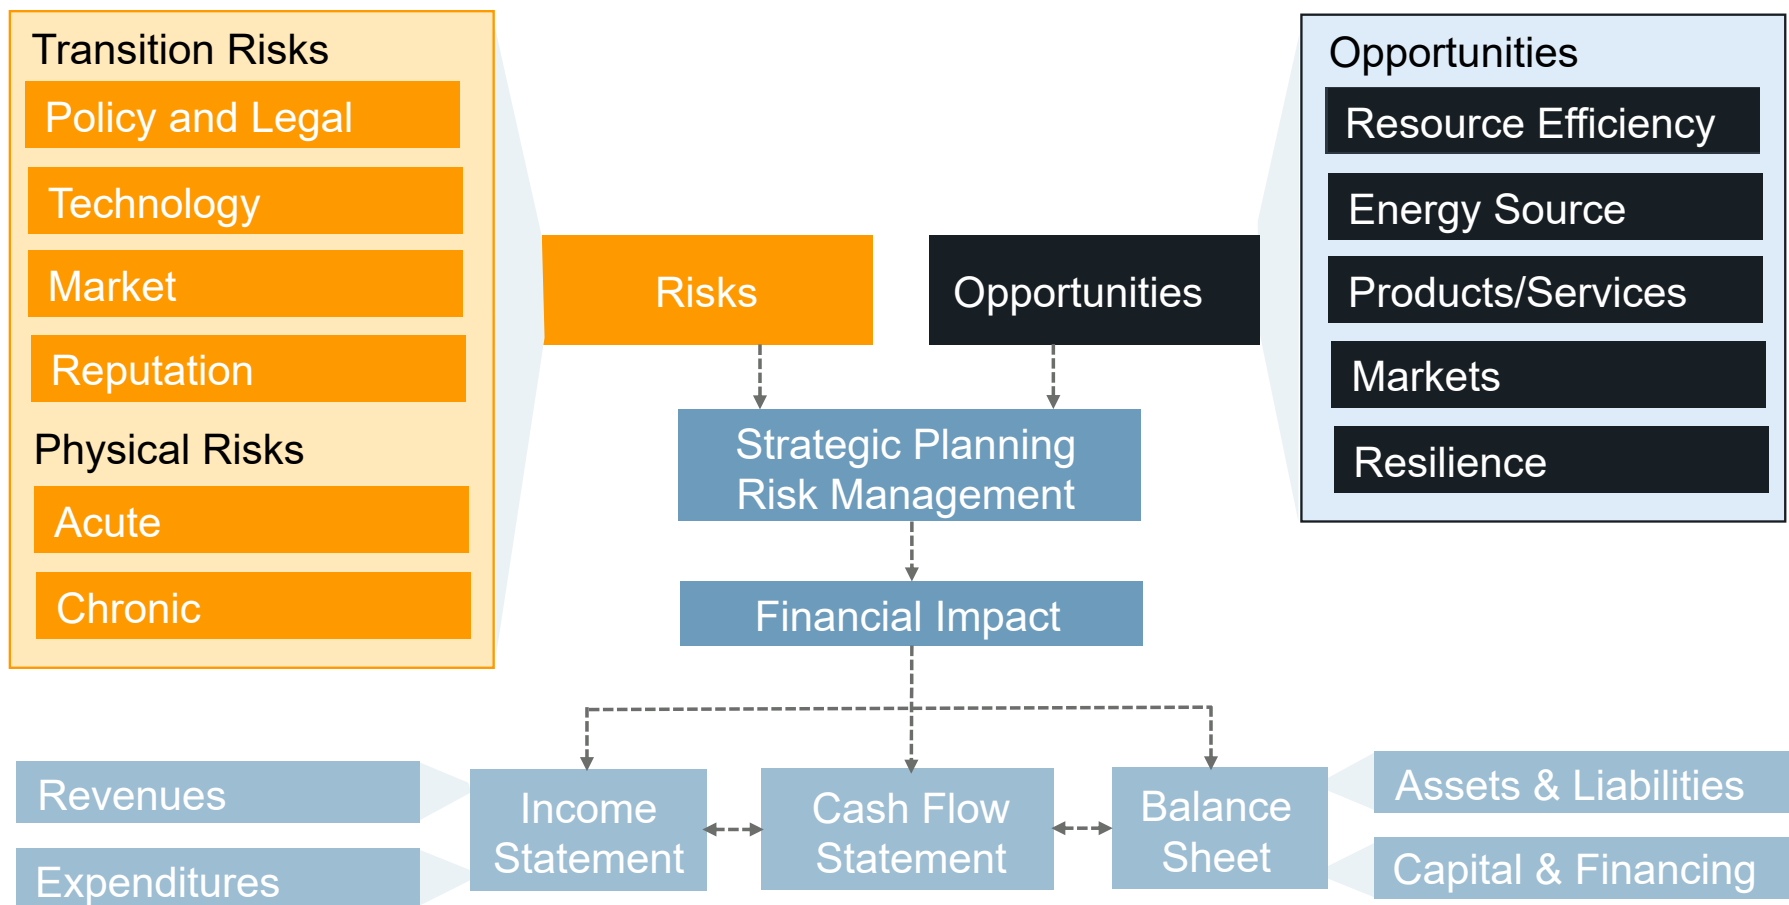 Transition Risks
Policy and Legal
Technology
Market
Reputation
Physical Risks
Acute
Chronic
Risks
Opportunities
Opportunities
Resource Efficiency
Energy Source
Products/Services
Markets
Resilience
Strategic Planning
Risk Management
Financial Impact
Revenues
Expenditures
Income
Statement
Cash Flow
Statement
Balance
Sheet
Assets & Liabilities
Capital & Financing